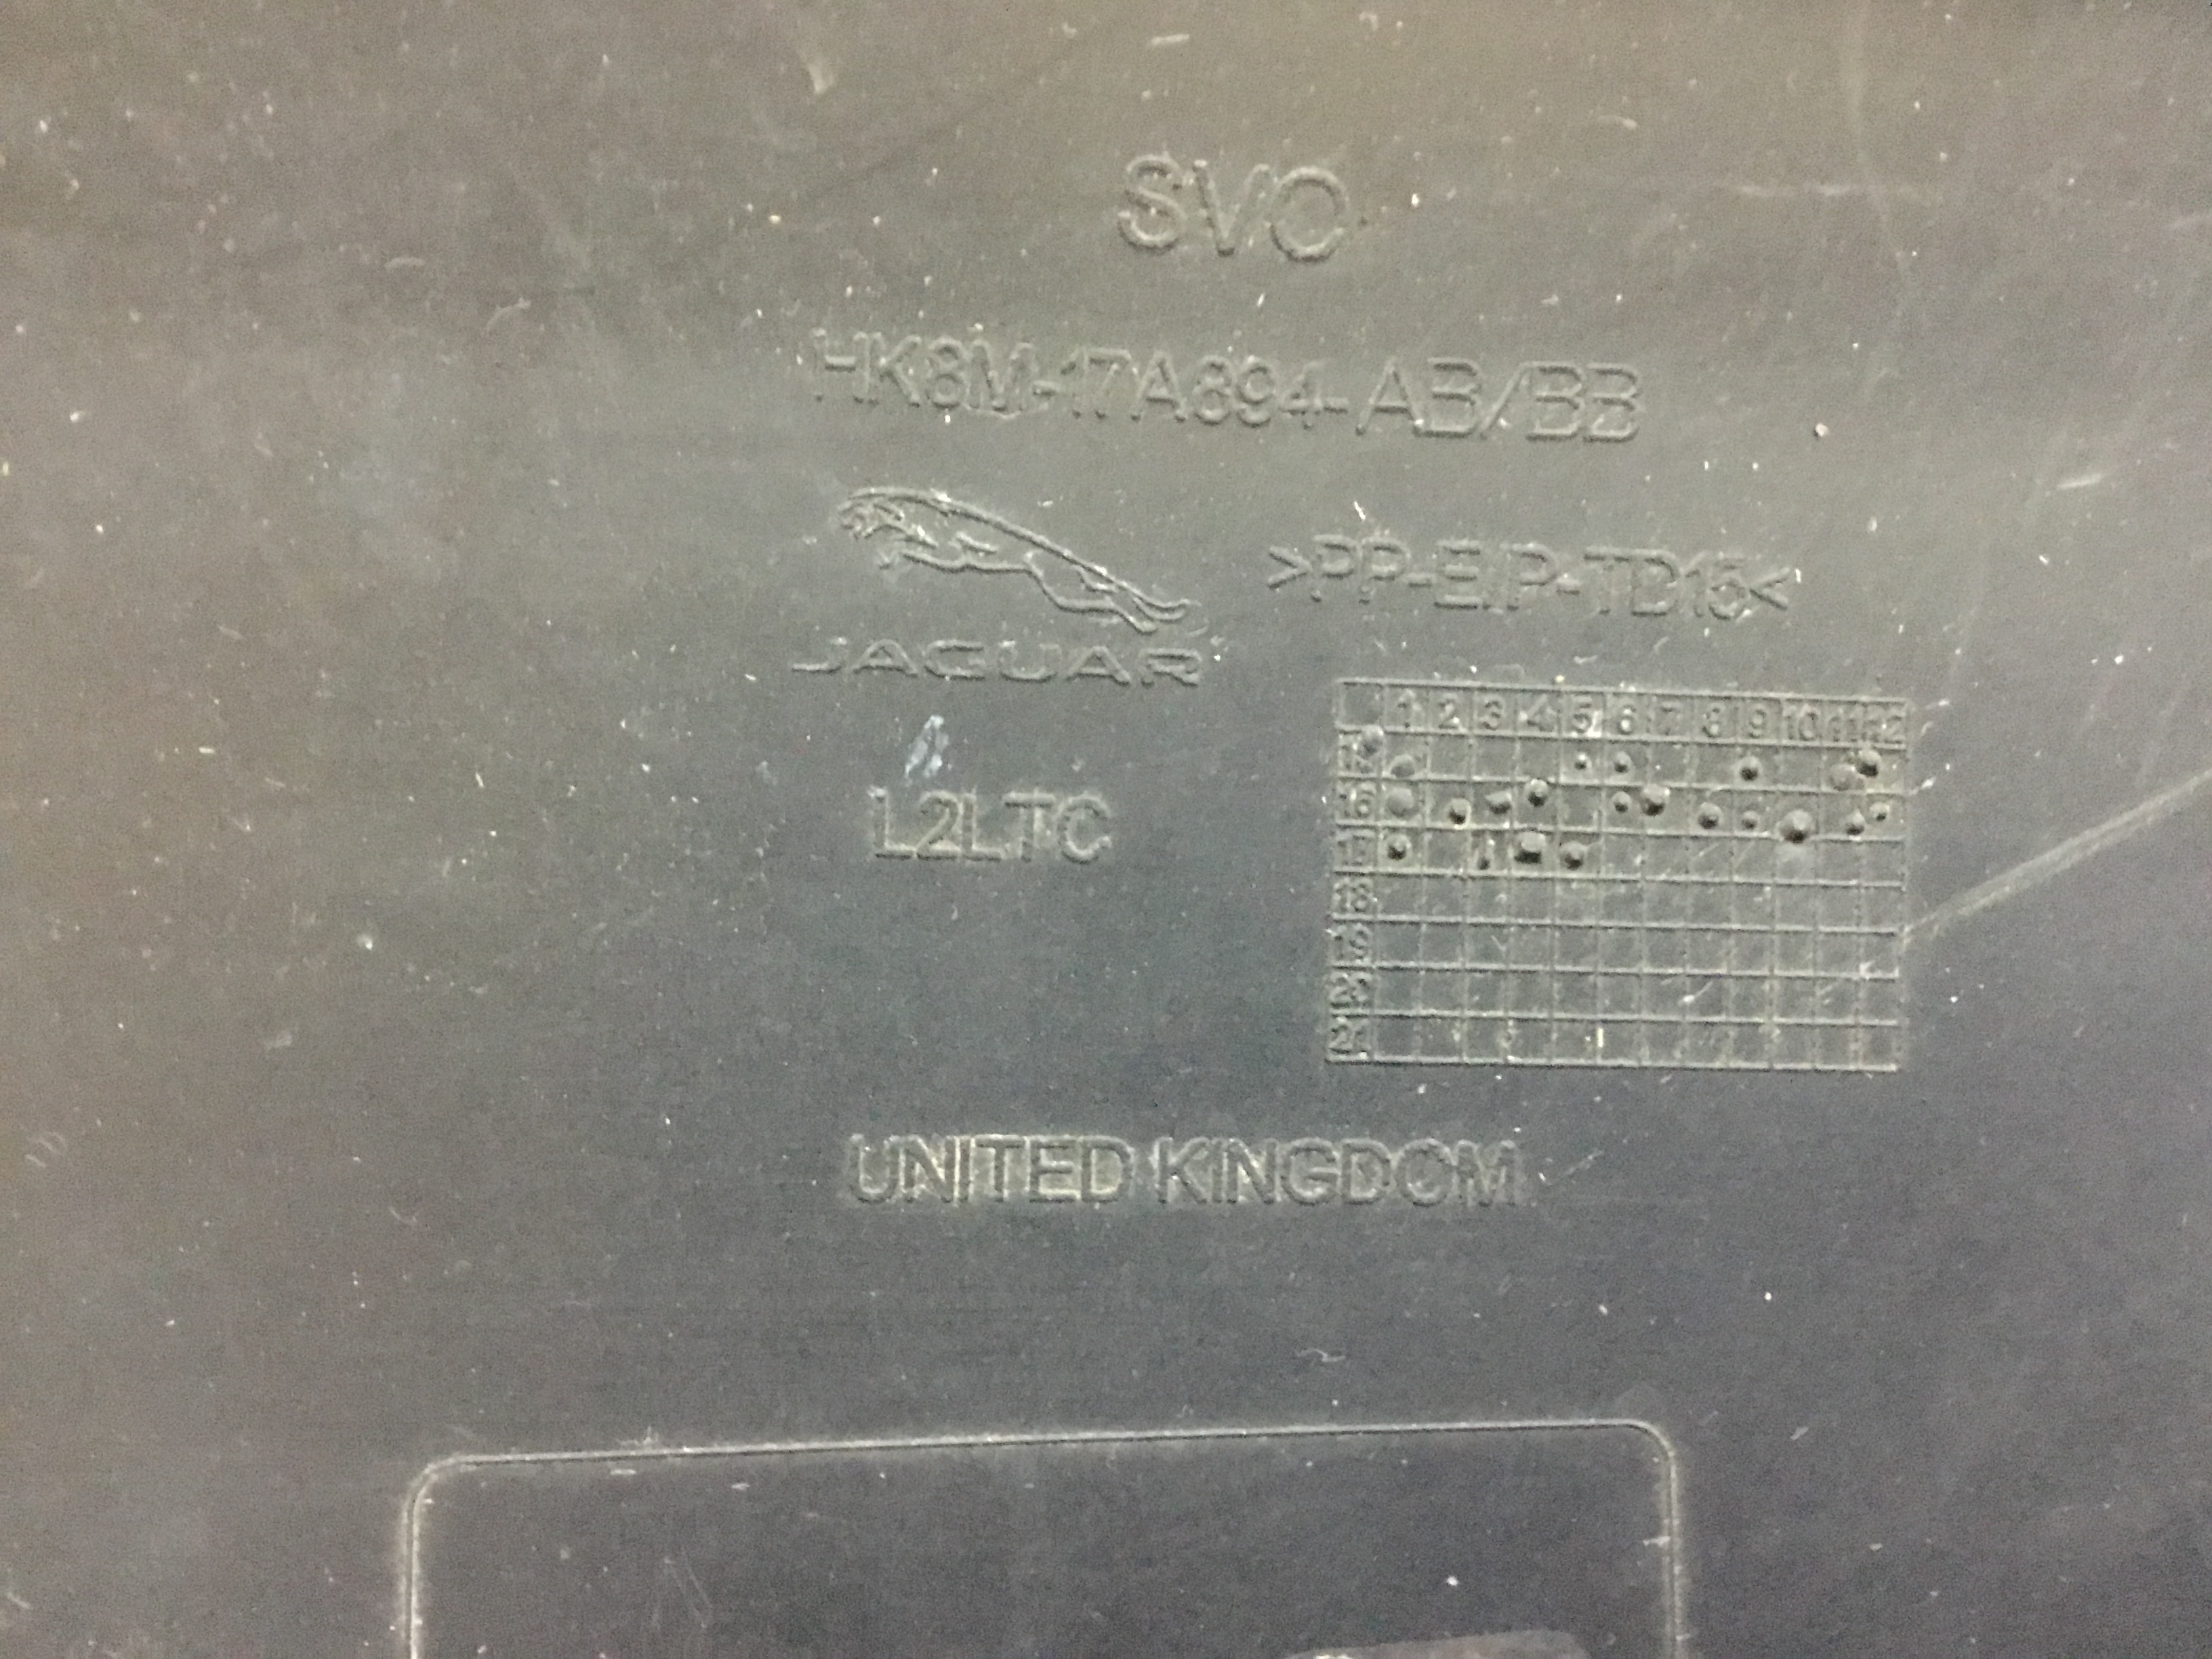 SVO
HK8M-17A894-AB/BB
>PP-E/P-TD15<
JAGUAR
1 2 3 4 5 6 7 8 9 10 11 12
L2LTC
16
17
18
19
20
21
UNITED KINGDOM